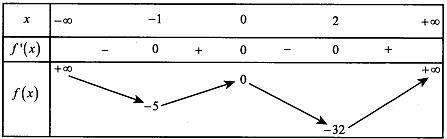 x −∞ −1 0 2 +∞
f'(x) − 0 + 0 − 0 +
f(x) +∞ −5 0 −32 +∞